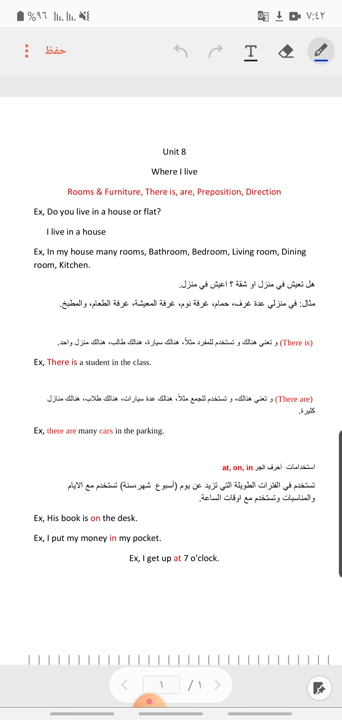 %٩٦ ٧:٤٢
حفظ
T
Unit 8
Where I live
Rooms & Furniture, There is, are, Preposition, Direction
Ex, Do you live in a house or flat?
I live in a house
Ex, In my house many rooms, Bathroom, Bedroom, Living room, Dining
room, Kitchen.
هل تعيش في منزل او شقة ؟ اعيش في منزل.
مثال: في منزلي عدة غرف، حمام، غرفة نوم، غرفة المعيشة، غرفة الطعام، والمطبخ.
(There is) و تعني هنالك و تستخدم للمفرد مثلاً، هنالك سيارة، هنالك طالب، هنالك منزل واحد.
Ex, There is a student in the class.
(There are) و تعني هنالك، و تستخدم للجمع مثلاً، هنالك عدة سيارات، هنالك طلاب، هنالك منازل
كثيرة.
Ex, there are many cars in the parking.
استخدامات احرف الجر at, on, in
تستخدم في الفترات الطويلة التي تزيد عن يوم (أسبوع شهر،سنة) تستخدم مع الايام
والمناسبات وتستخدم مع اوقات الساعة.
Ex, His book is on the desk.
Ex, I put my money in my pocket.
Ex, I get up at 7 o'clock.
١ / ١